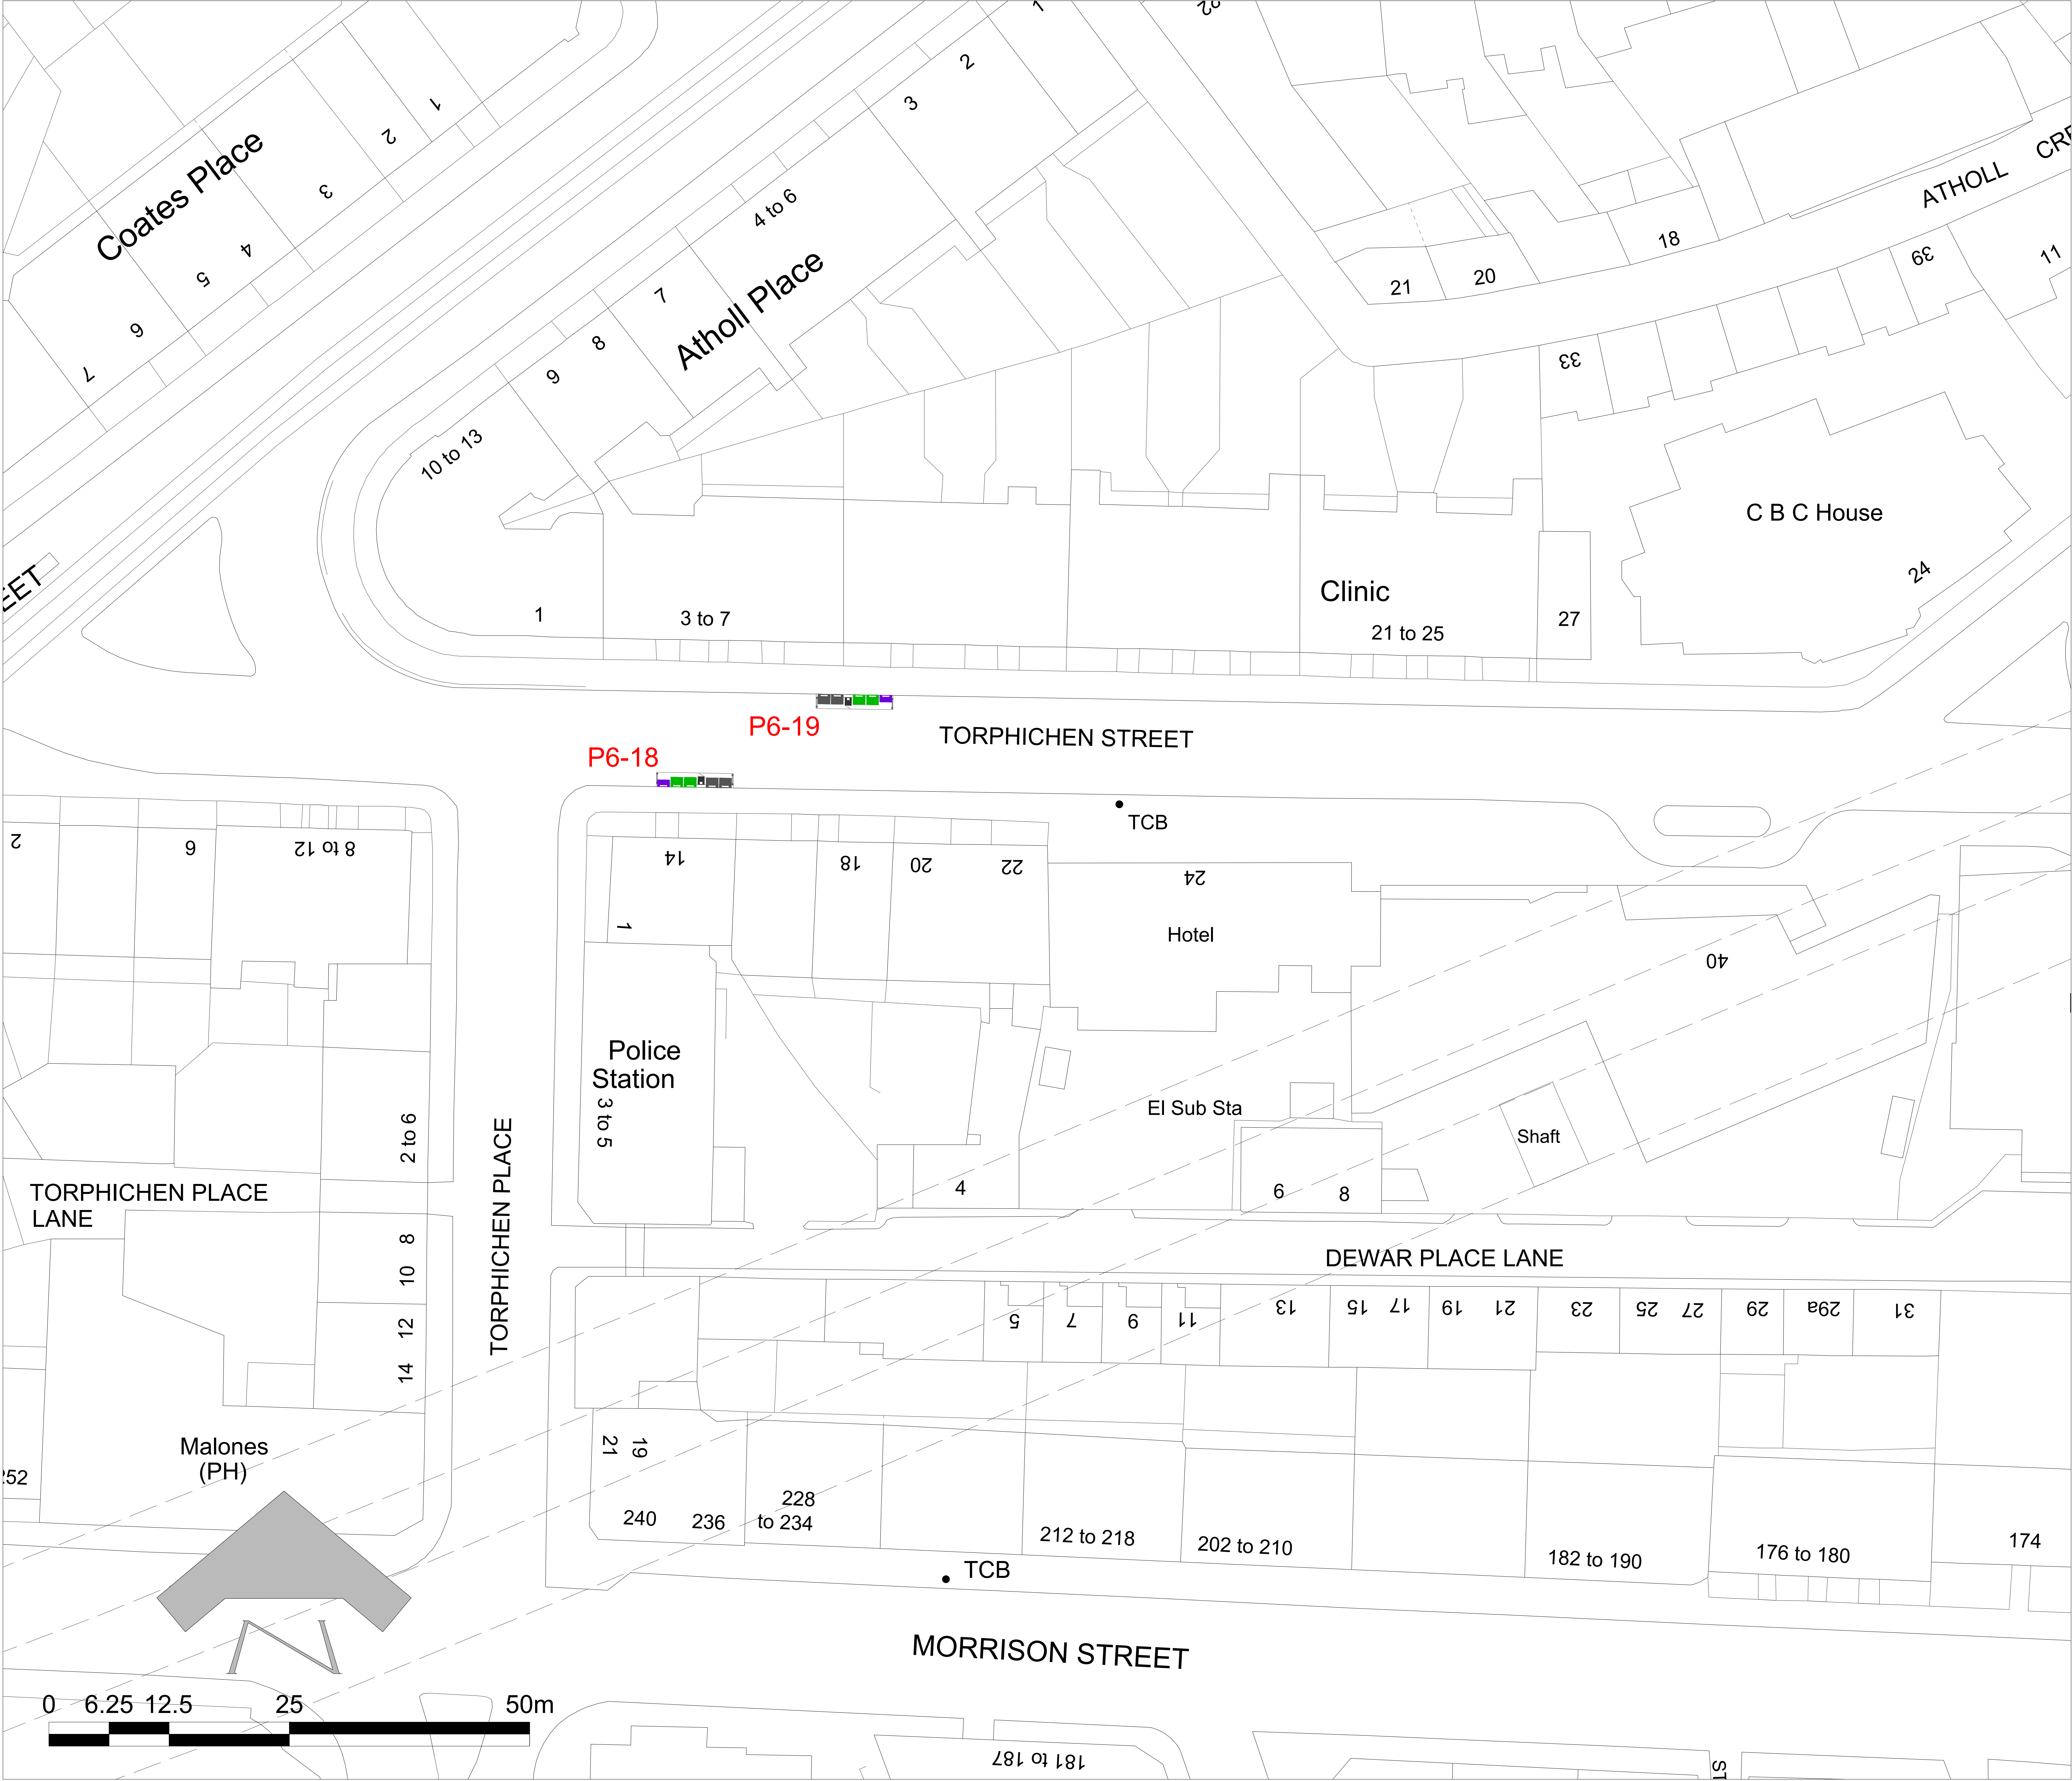 1
22
2
3
1
2
3
4
5
6
7
Coates Place
4 to 6
7
8
9
10 to 13
Atholl Place
ATHOLL CRE
18
20
21
39
11
33
C B C House
24
EET
Clinic
1
3 to 7
21 to 25
27
P6-19
TORPHICHEN STREET
P6-18
TCB
2
6
8 to 12
14
18
20
22
24
1
Hotel
40
Police
Station
3 to 5
El Sub Sta
Shaft
2 to 6
4
6
8
TORPHICHEN PLACE
LANE
TORPHICHEN PLACE
DEWAR PLACE LANE
8
10
12
14
5
7
9
11
13
15
17
19
21
23
25
27
29
29a
31
Malones
(PH)
252
21
19
240
236
228
to 234
212 to 218
202 to 210
182 to 190
176 to 180
174
TCB
MORRISON STREET
N
0 6.25 12.5 25 50m
181 to 187
ST